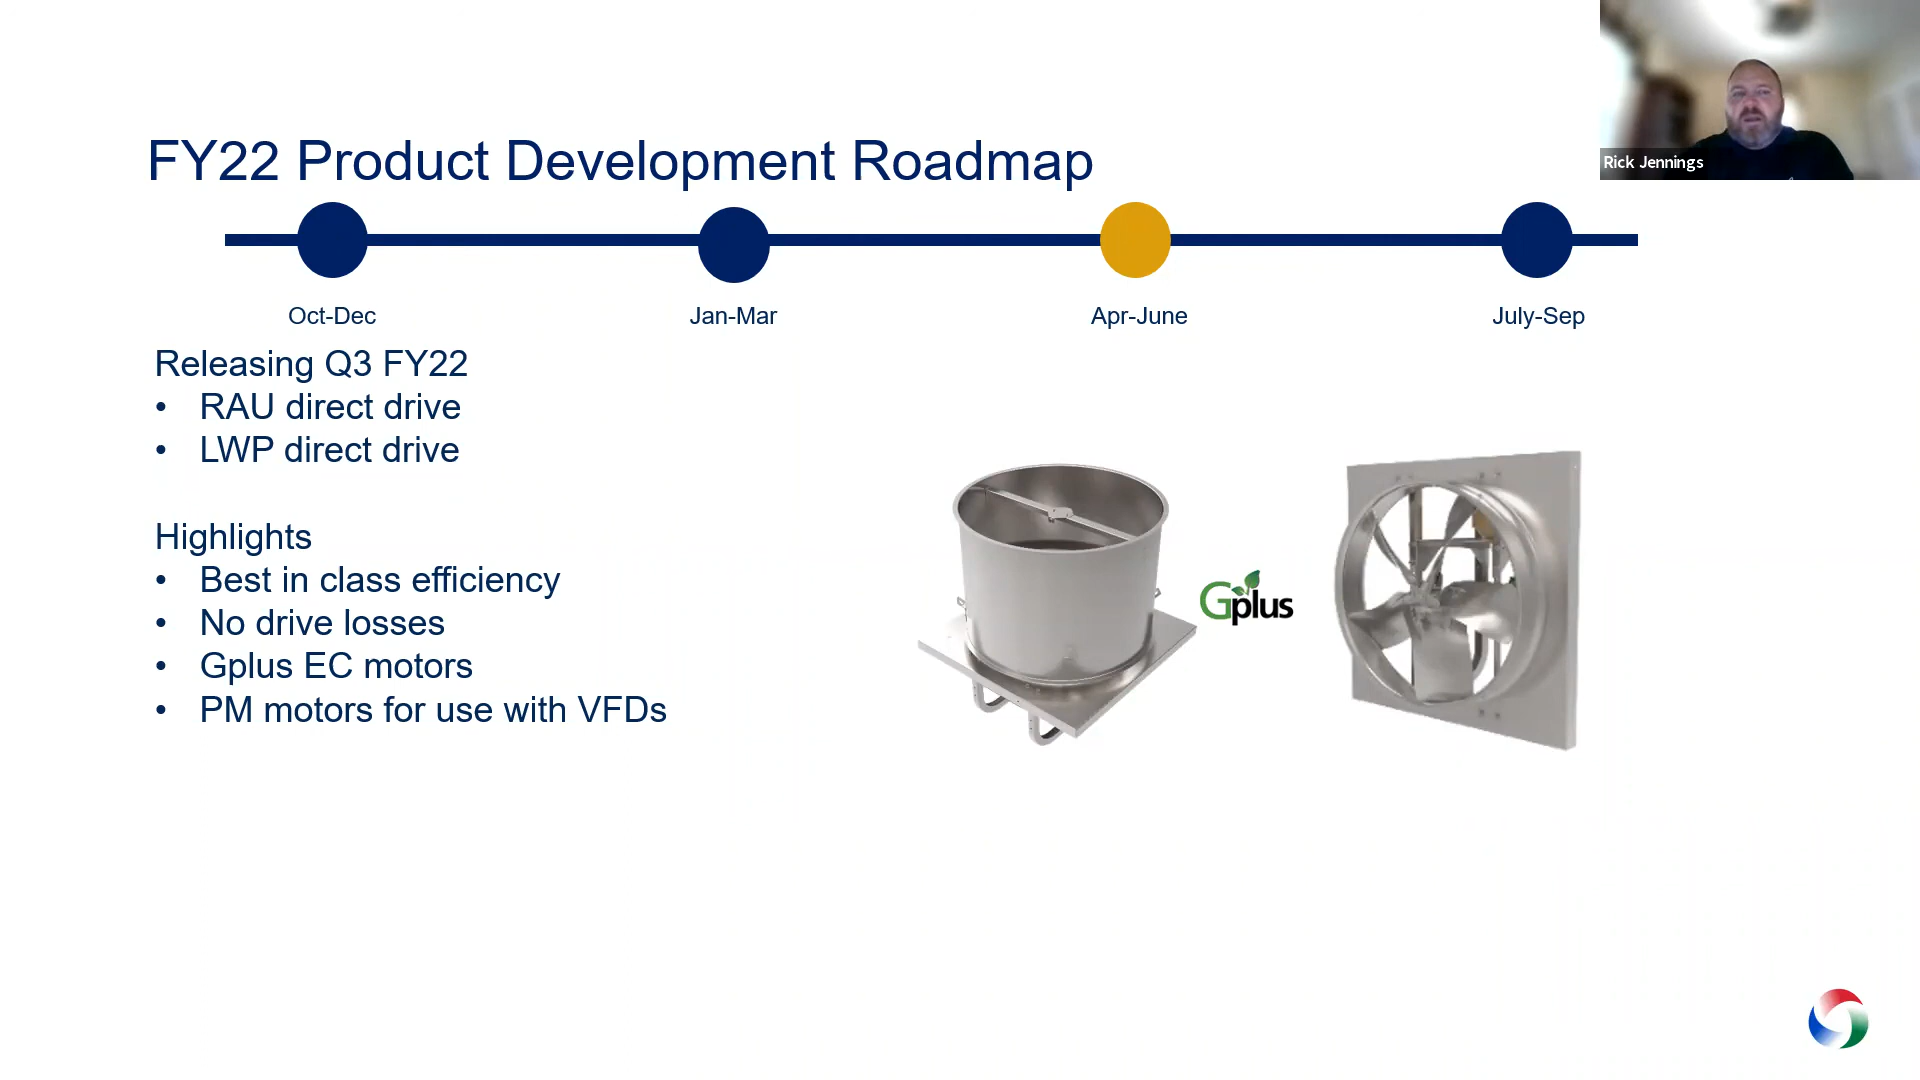 Rick Jennings
FY22 Product Development Roadmap
Oct-Dec
Jan-Mar
Apr-June
July-Sep
Releasing Q3 FY22
• RAU direct drive
• LWP direct drive
Highlights
• Best in class efficiency
• No drive losses
• Gplus EC motors
• PM motors for use with VFDs
Gplus